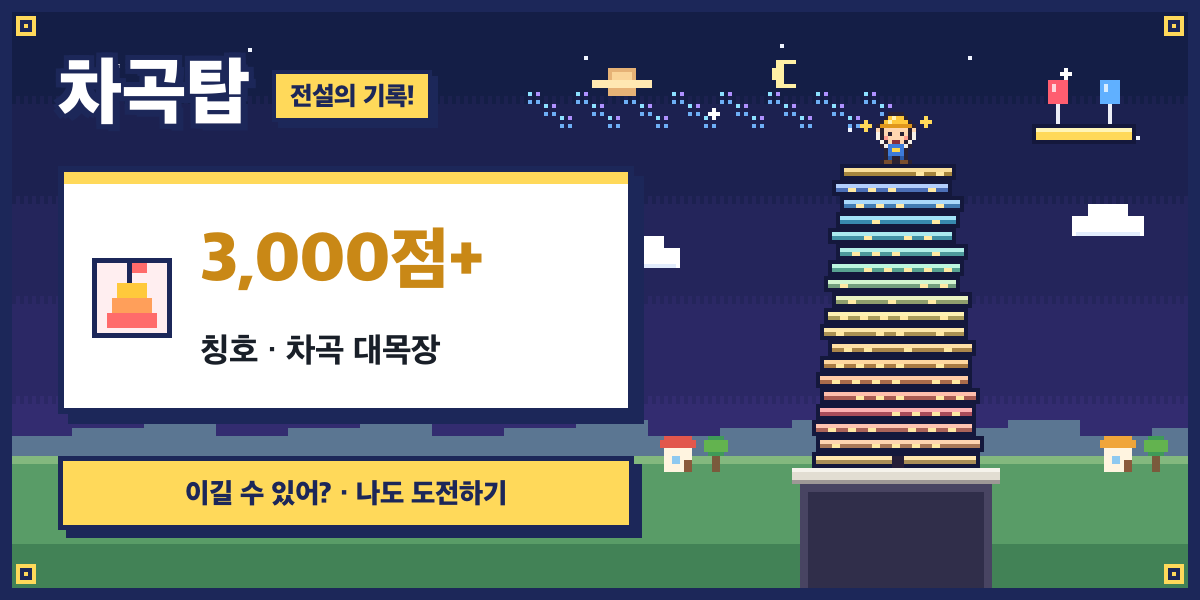 차곡탑
전설의 기록!
3,000점+
칭호 · 차곡 대목장
이길 수 있어? · 나도 도전하기